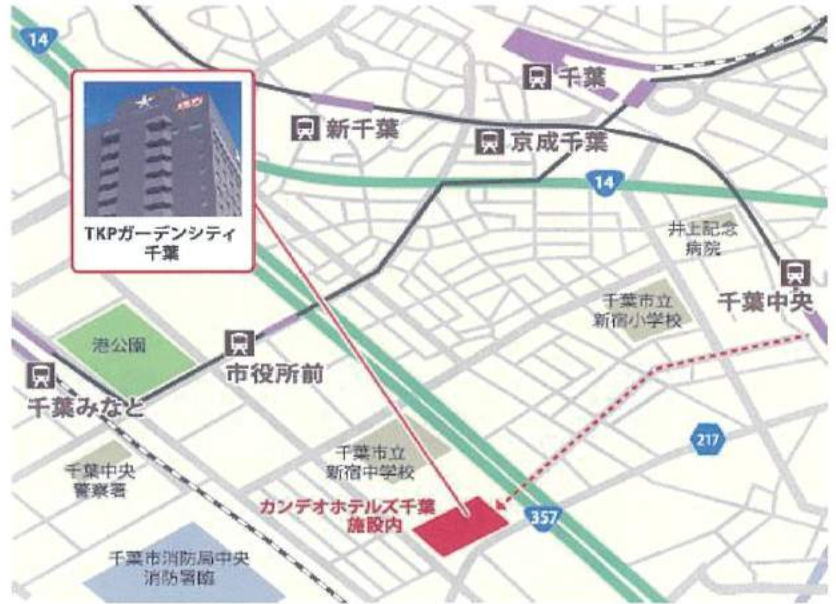 14
千葉
新千葉
京成千葉
14
TKPガーデンシティ
千葉
井上記念
病院
千葉中央
千葉市立
新宿小学校
港公園
市役所前
千葉みなと
217
千葉市立
新宿中学校
千葉中央
警察署
カンデオホテルズ千葉
施設内
357
千葉市消防局中央
消防署臨